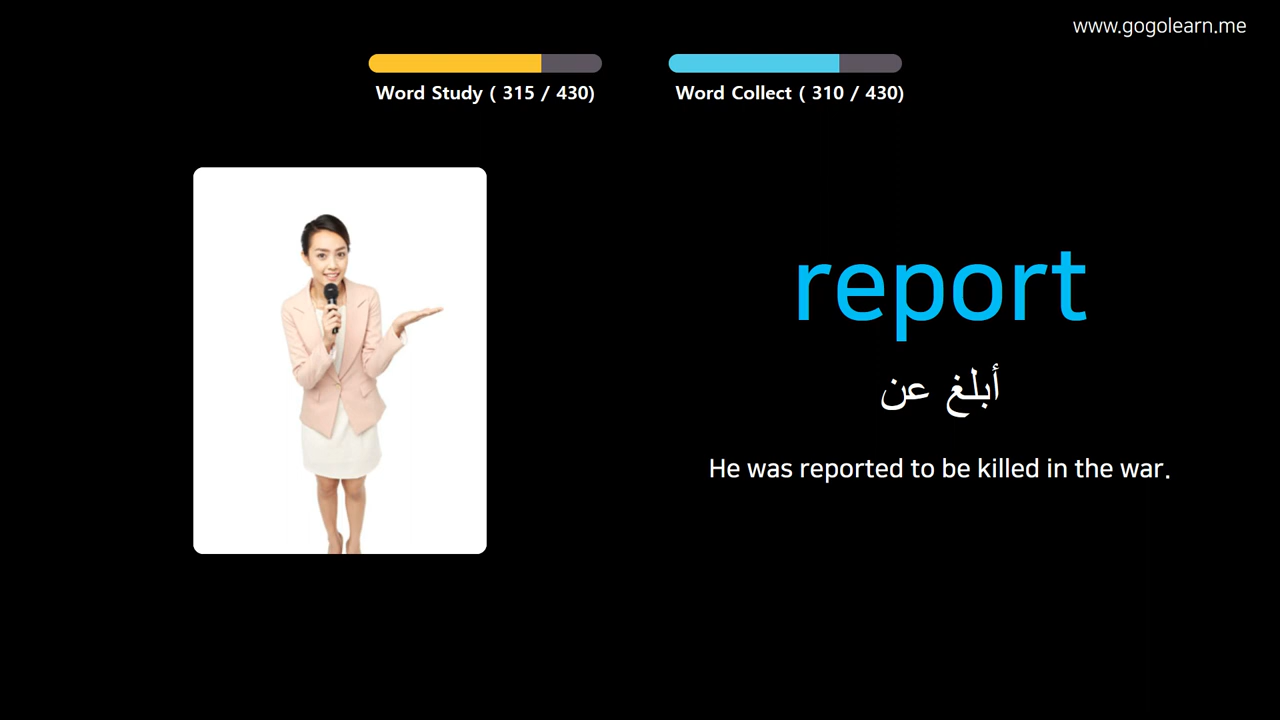 www.gogolearn.me
Word Study ( 315 / 430)
Word Collect ( 310 / 430)
report
أبلغ عن
He was reported to be killed in the war.